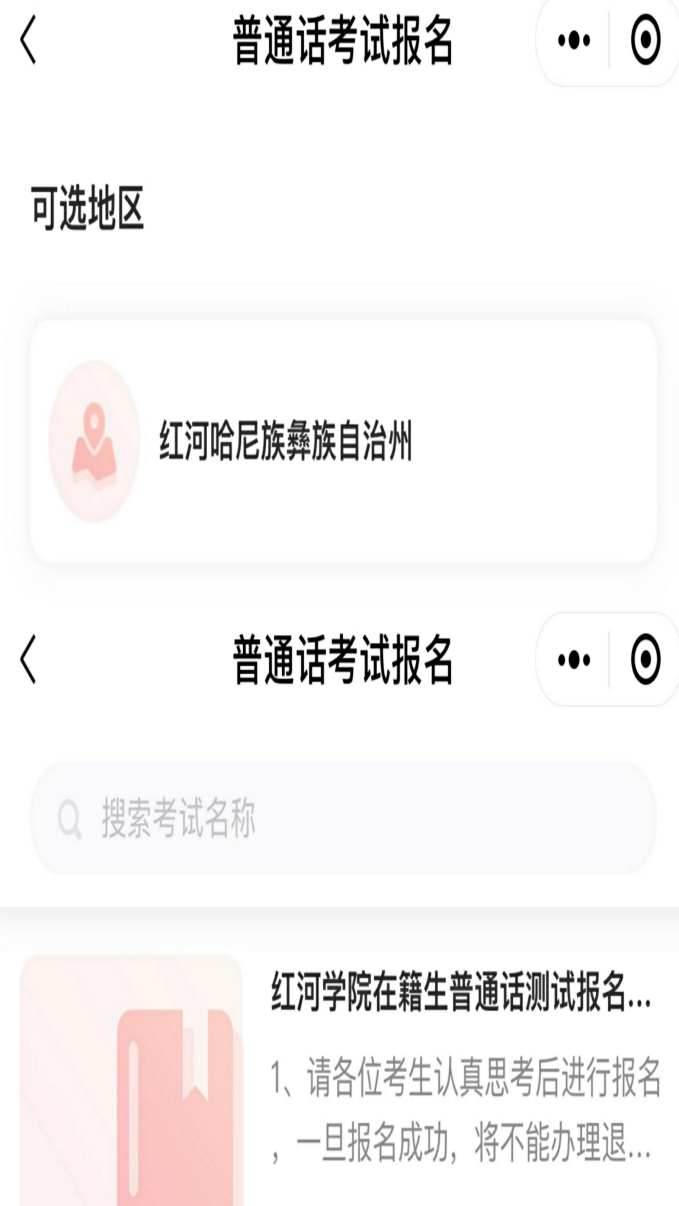 普通话考试报名
可选地区
红河哈尼族彝族自治州
普通话考试报名
搜索考试名称
红河学院在籍生普通话测试报名...
1、请各位考生认真思考后进行报名
，一旦报名成功，将不能办理退...